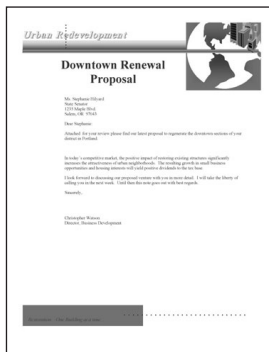 Urban Redevelopment
Downtown Renewal
Proposal
Mr. Stephanie Hillyard
State Senator
1235 Maple Blvd.
Salem, OR 97045
Dear Stephanie
Attached for your review please find our latest proposal to regenerate the downtown sections of your
district in Portland.
In today's competitive market, the positive impact of restoring existing structures significantly
increases the attractiveness of urban neighborhoods. The resulting growth in small business
opportunities and housing interests will yield positive dividends to the tax base.
I look forward to discussing our proposed venture with you in more detail. I will take the liberty of
calling you in the next week. Until then this note goes out with best regards.
Sincerely,
Christopher Watson
Director, Business Development